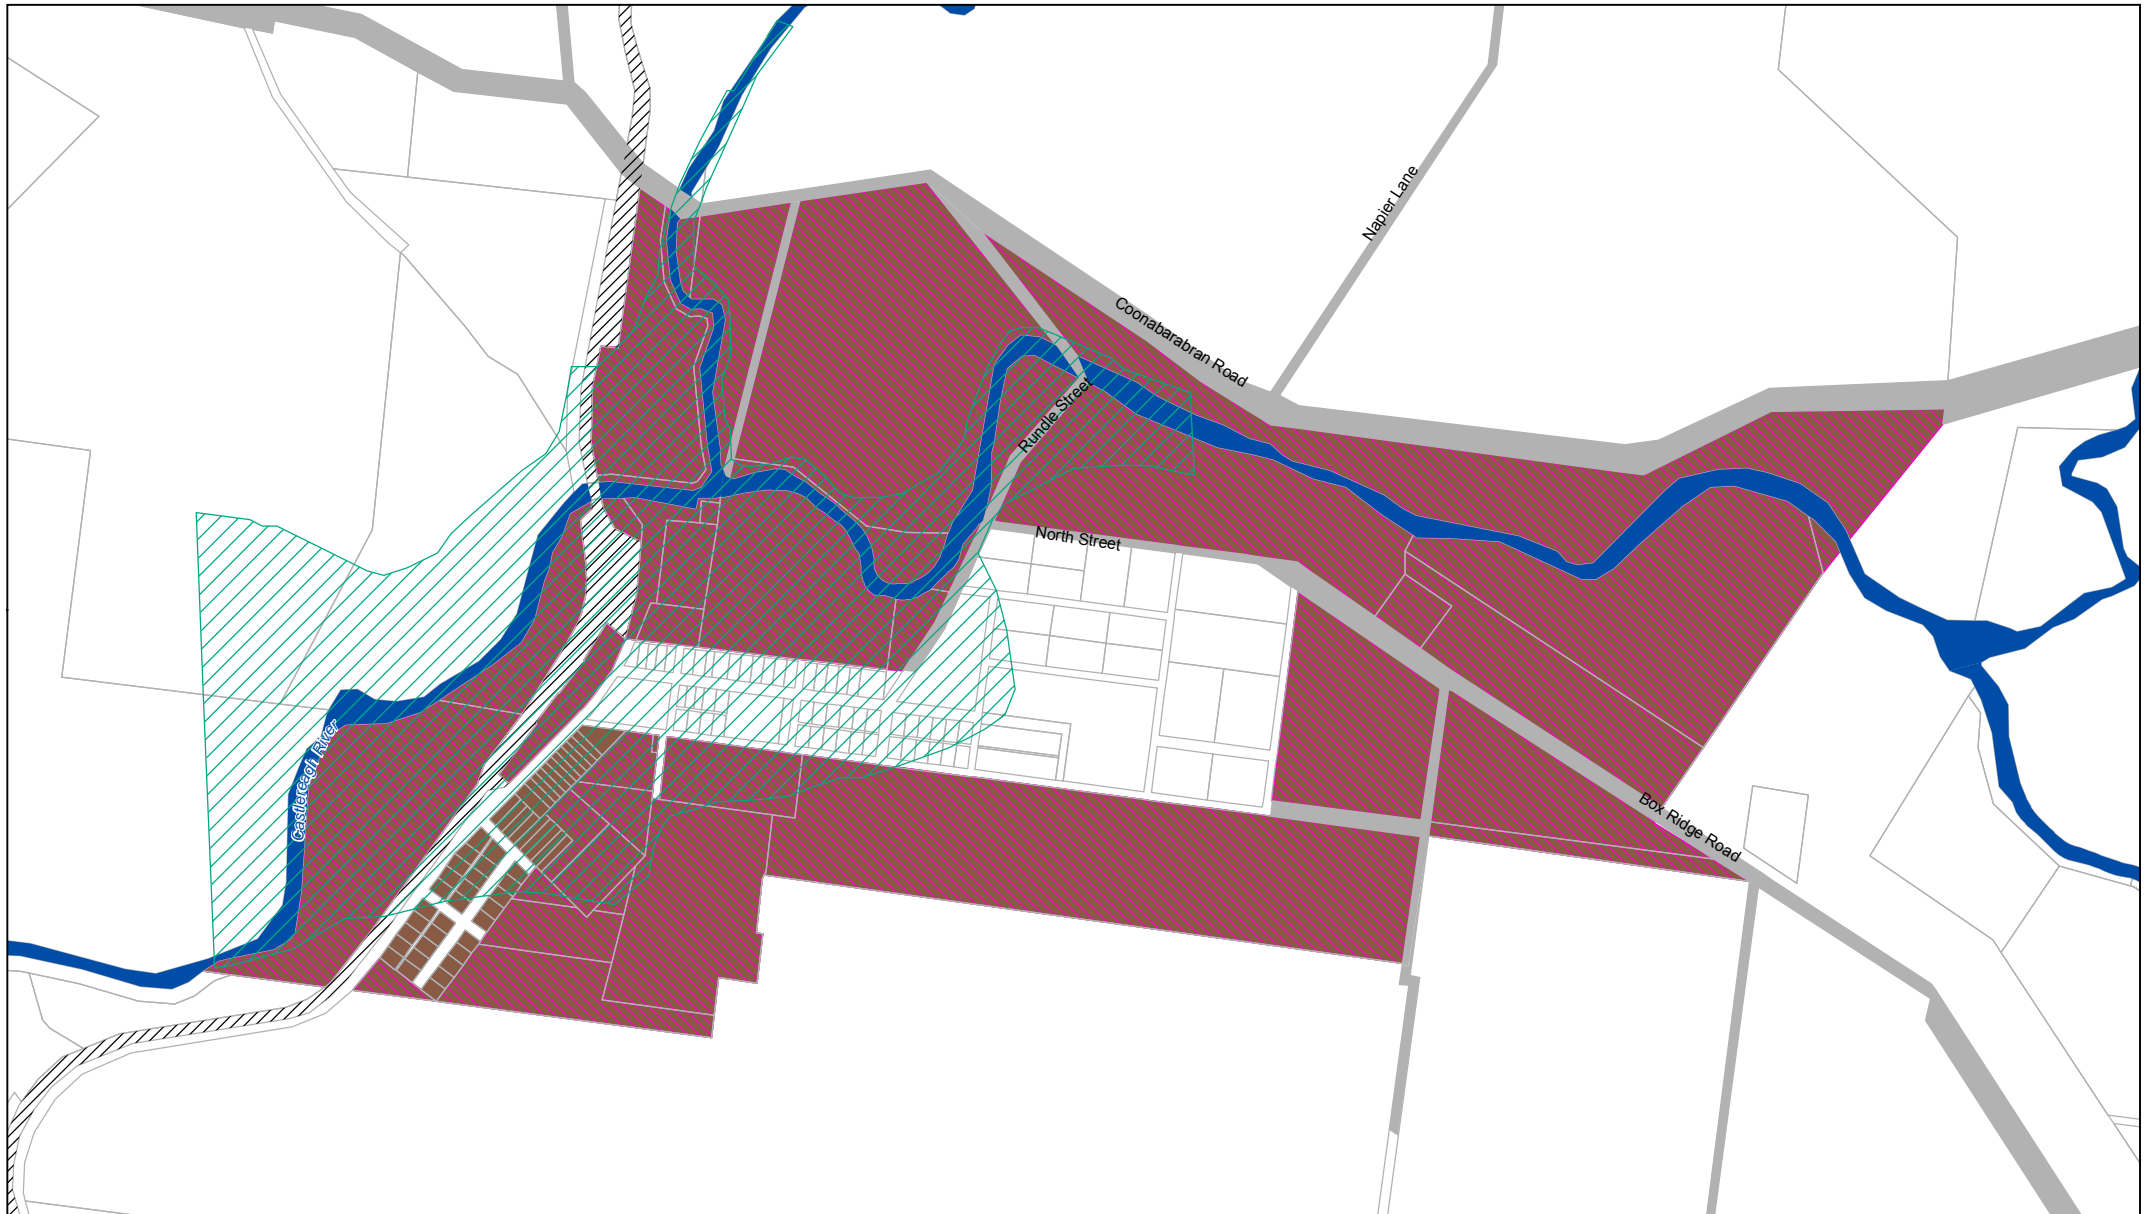 Napier Lane
Coonabarabran Road
Rundle Street
North Street
Castlereagh River
Box Ridge Road